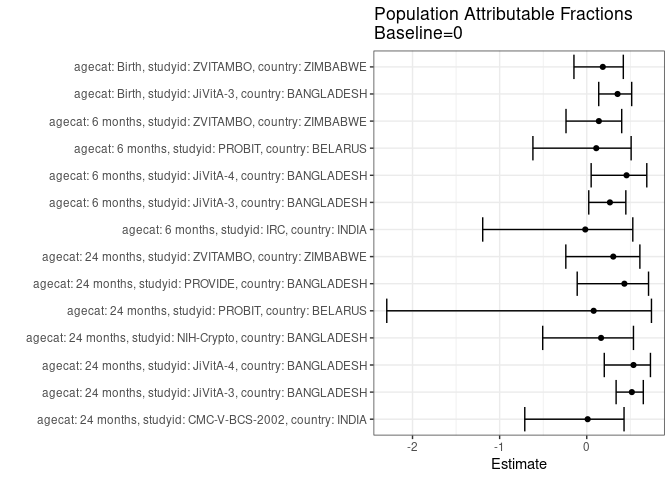 Population Attributable Fractions
Baseline=0
agecat: Birth, studyid: ZVITAMBO, country: ZIMBABWE
agecat: Birth, studyid: JiVitA-3, country: BANGLADESH
agecat: 6 months, studyid: ZVITAMBO, country: ZIMBABWE
agecat: 6 months, studyid: PROBIT, country: BELARUS
agecat: 6 months, studyid: JiVitA-4, country: BANGLADESH
agecat: 6 months, studyid: JiVitA-3, country: BANGLADESH
agecat: 6 months, studyid: IRC, country: INDIA
agecat: 24 months, studyid: ZVITAMBO, country: ZIMBABWE
agecat: 24 months, studyid: PROVIDE, country: BANGLADESH
agecat: 24 months, studyid: PROBIT, country: BELARUS
agecat: 24 months, studyid: NIH-Crypto, country: BANGLADESH
agecat: 24 months, studyid: JiVitA-4, country: BANGLADESH
agecat: 24 months, studyid: JiVitA-3, country: BANGLADESH
agecat: 24 months, studyid: CMC-V-BCS-2002, country: INDIA
-2 -1 0
Estimate